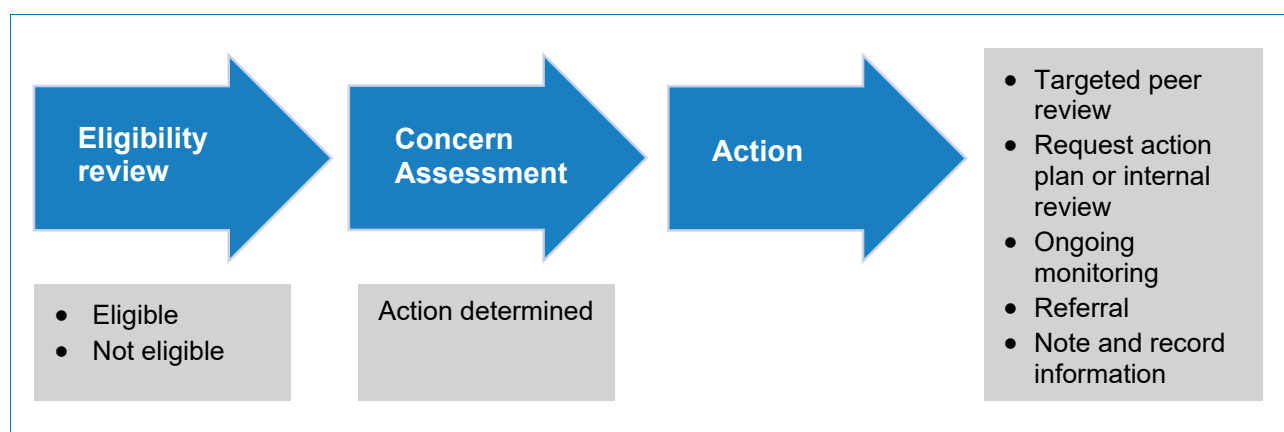 Eligibility
review
• Eligible
• Not eligible
Concern
Assessment
Action determined
Action
• Targeted peer
review
• Request action
plan or internal
review
• Ongoing
monitoring
• Referral
• Note and record
information